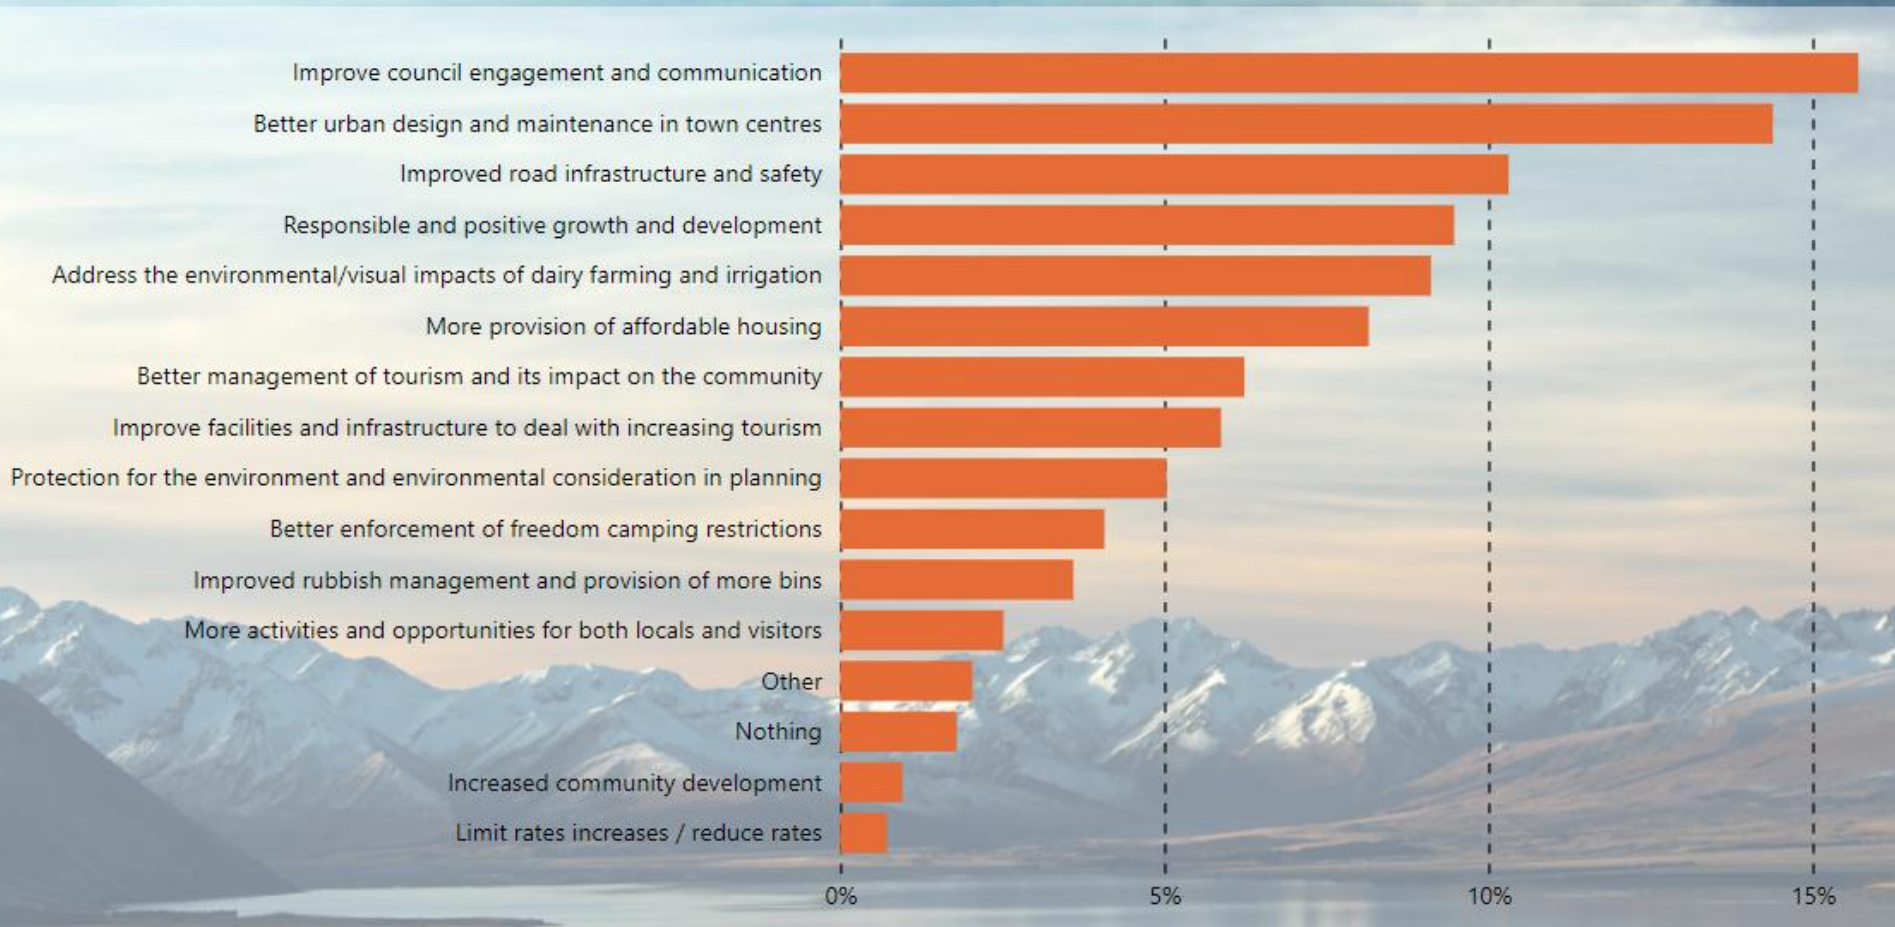 Improve council engagement and communication
Better urban design and maintenance in town centres
Improved road infrastructure and safety
Responsible and positive growth and development
Address the environmental/visual impacts of dairy farming and irrigation
More provision of affordable housing
Better management of tourism and its impact on the community
Improve facilities and infrastructure to deal with increasing tourism
Protection for the environment and environmental consideration in planning
Better enforcement of freedom camping restrictions
Improved rubbish management and provision of more bins
More activities and opportunities for both locals and visitors
Other
Nothing
Increased community development
Limit rates increases / reduce rates
0% 5% 10% 15%